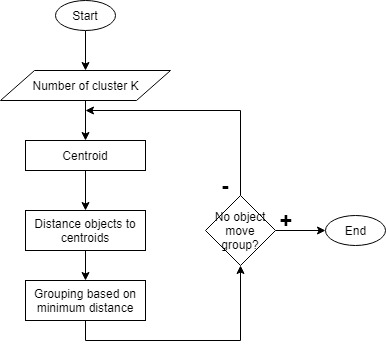 Start
Number of cluster K
Centroid
Distance objects to
centroids
Grouping based on
minimum distance
-
No object
move
group?
+
End